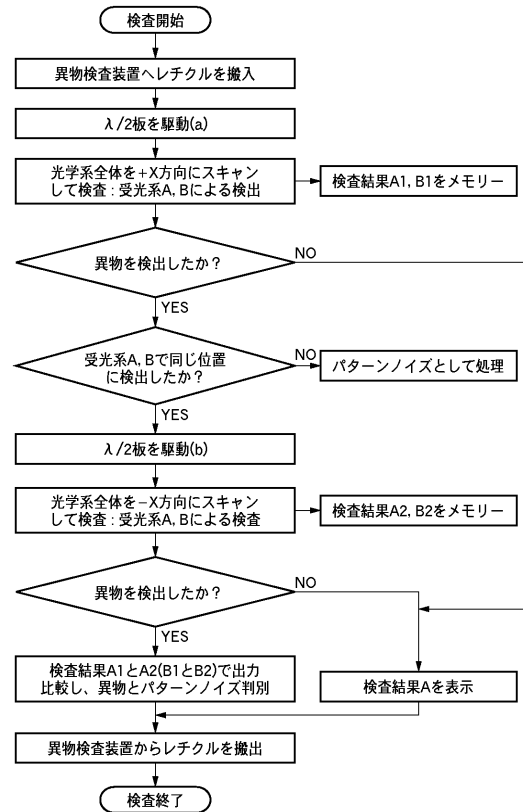 検査開始
異物検査装置へレチクルを搬入
λ/2板を駆動(a)
光学系全体を+X方向にスキャン
して検査：受光系A, Bによる検出
検査結果A1, B1をメモリー
異物を検出したか？
NO
YES
受光系A, Bで同じ位置
に検出したか？
NO
パターンノイズとして処理
YES
λ/2板を駆動(b)
光学系全体を−X方向にスキャン
して検査：受光系A, Bによる検査
検査結果A2, B2をメモリー
異物を検出したか？
NO
YES
検査結果A1とA2(B1とB2)で出力
比較し、異物とパターンノイズ判別
検査結果Aを表示
異物検査装置からレチクルを搬出
検査終了